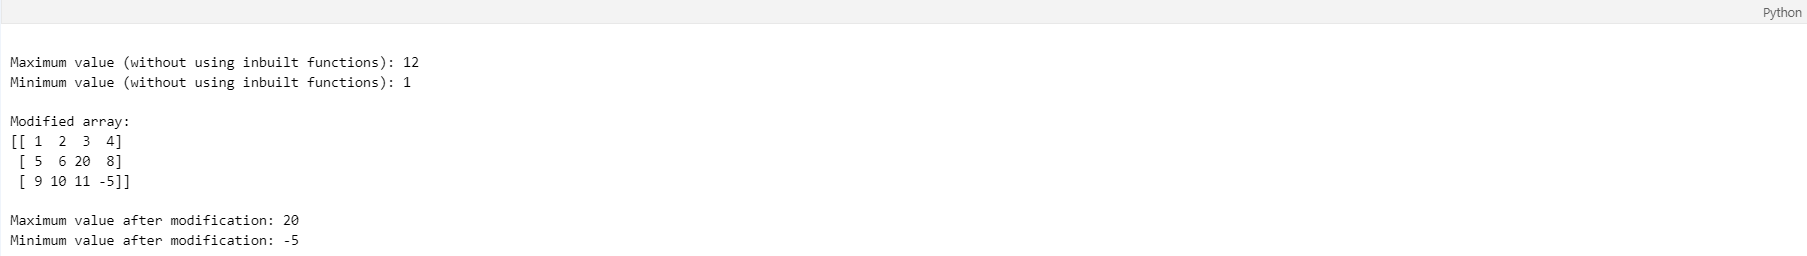 Python
Maximum value (without using inbuilt functions): 12
Minimum value (without using inbuilt functions): 1
Modified array:
[[ 1  2  3  4]
 [ 5  6 20  8]
 [ 9 10 11 -5]]
Maximum value after modification: 20
Minimum value after modification: -5